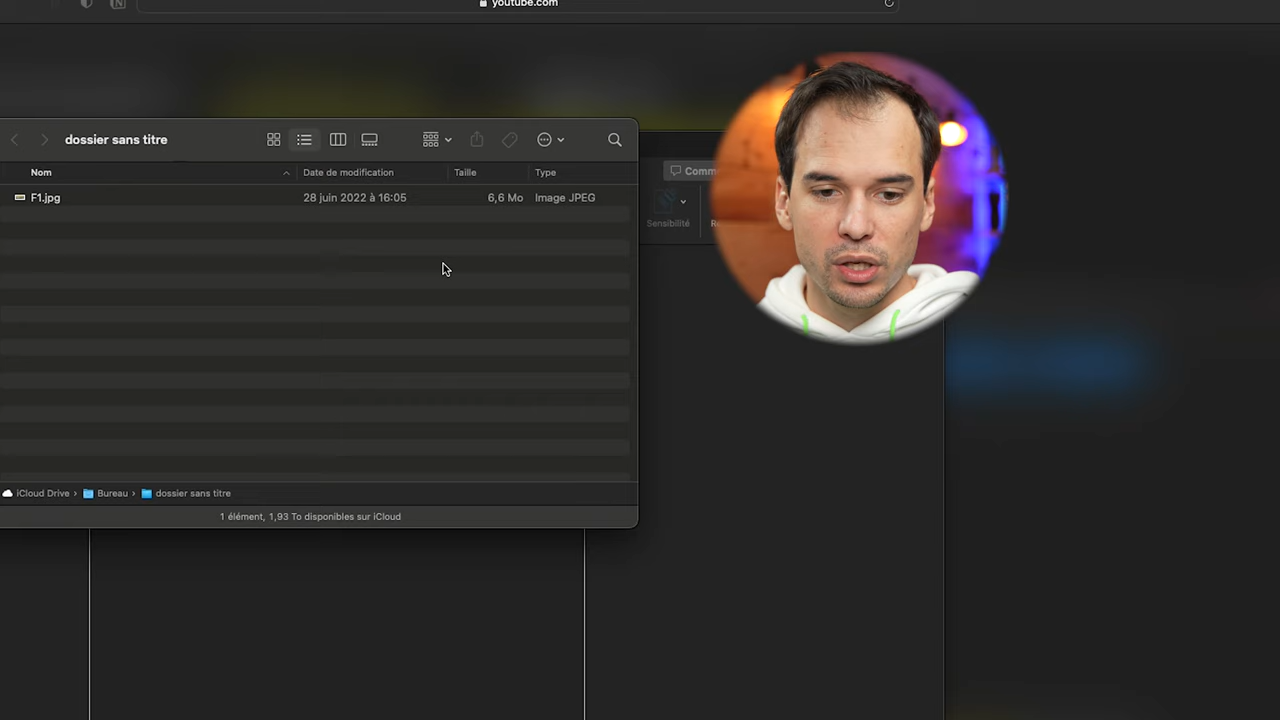 youtube.com
dossier sans titre
Nom Date de modification Taille Type
F1.jpg 28 juin 2022 à 16:05 6,6 Mo Image JPEG
Comm
Sensibilité
iCloud Drive › Bureau › dossier sans titre
1 élément, 1,93 To disponibles sur iCloud